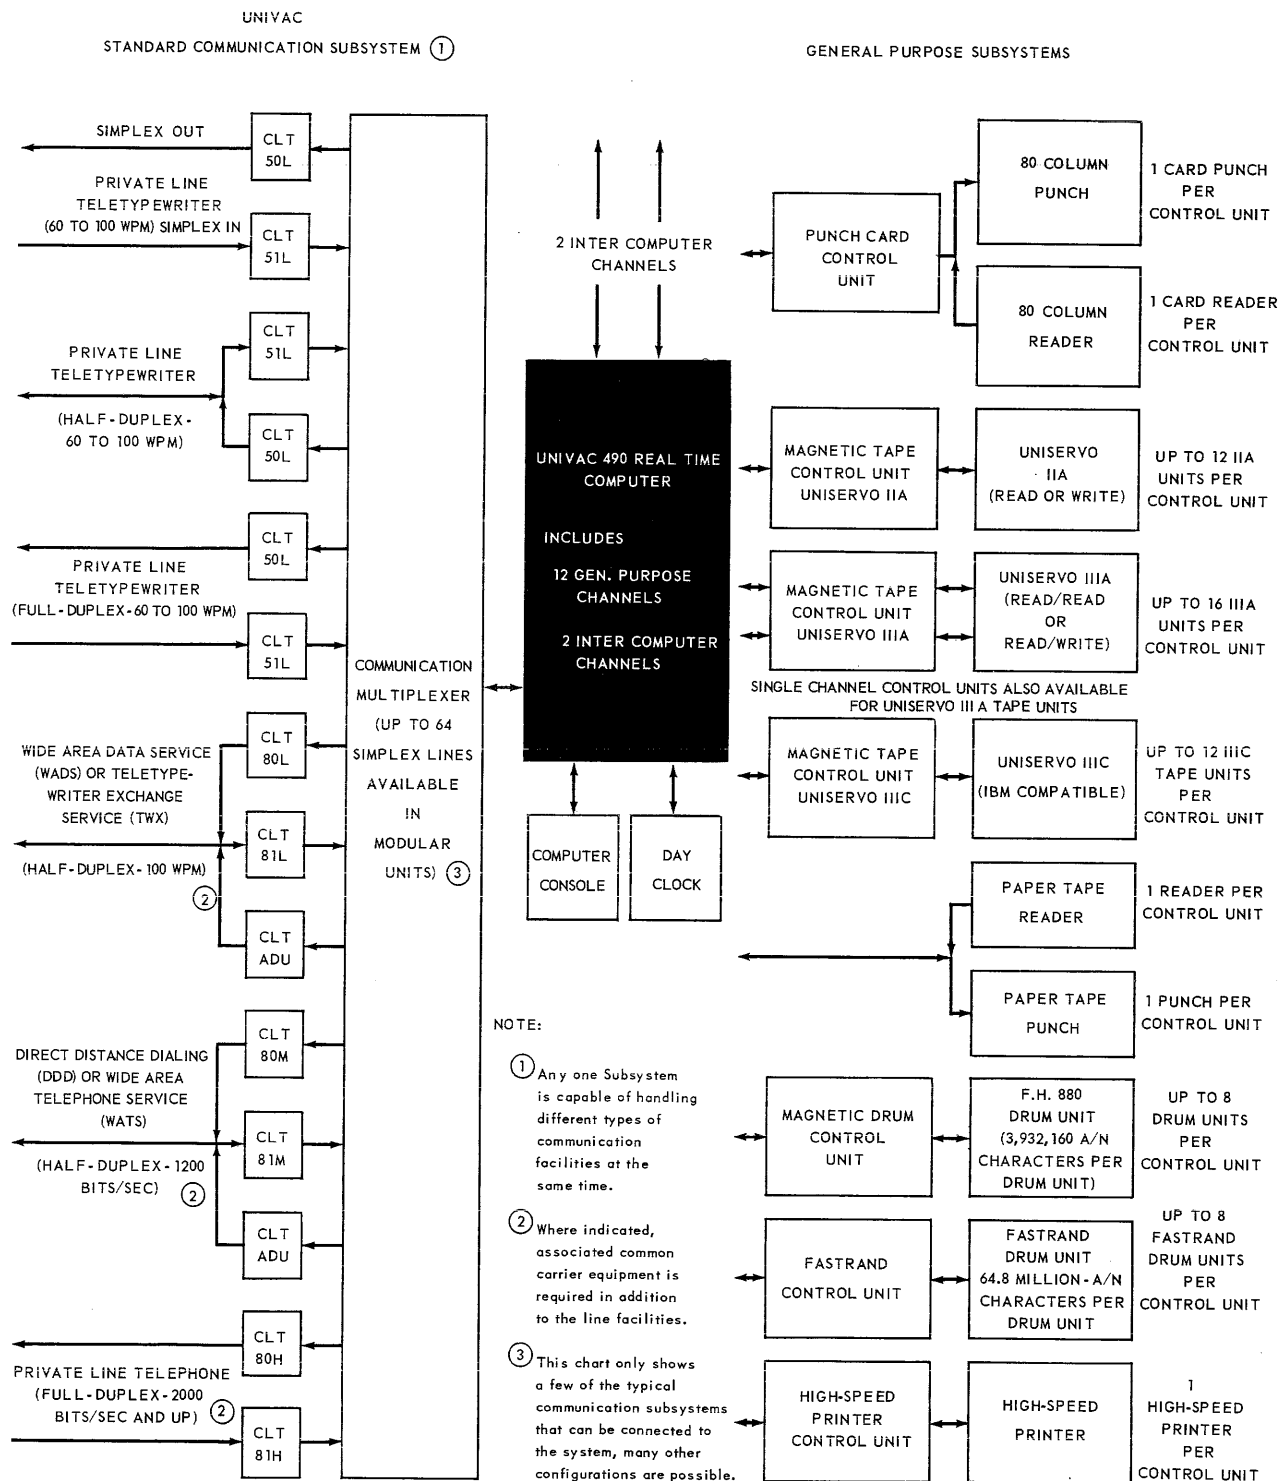 UNIVAC
STANDARD COMMUNICATION SUBSYSTEM ①
GENERAL PURPOSE SUBSYSTEMS
SIMPLEX OUT
CLT
50L
PRIVATE LINE
TELETYPEWRITER
(60 TO 100 WPM) SIMPLEX IN
CLT
51L
PRIVATE LINE
TELETYPEWRITER
(HALF-DUPLEX-
60 TO 100 WPM)
CLT
51L
CLT
50L
CLT
50L
PRIVATE LINE
TELETYPEWRITER
(FULL-DUPLEX-60 TO 100 WPM)
CLT
51L
WIDE AREA DATA SERVICE
(WADS) OR TELETYPE-
WRITER EXCHANGE
SERVICE (TWX)
(HALF-DUPLEX-100 WPM)
②
CLT
80L
CLT
81L
CLT
ADU
DIRECT DISTANCE DIALING
(DDD) OR WIDE AREA
TELEPHONE SERVICE
(WATS)
(HALF-DUPLEX-1200
BITS/SEC) ②
CLT
80M
CLT
81M
CLT
ADU
CLT
80H
PRIVATE LINE TELEPHONE
(FULL-DUPLEX-2000
BITS/SEC AND UP) ②
CLT
81H
COMMUNICATION
MULTIPLEXER
(UP TO 64
SIMPLEX LINES
AVAILABLE
IN
MODULAR
UNITS) ③
2 INTER COMPUTER
CHANNELS
UNIVAC 490 REAL TIME
COMPUTER
INCLUDES
12 GEN. PURPOSE
CHANNELS
2 INTER COMPUTER
CHANNELS
COMPUTER
CONSOLE
DAY
CLOCK
NOTE:
① Any one Subsystem
is capable of handling
different types of
communication
facilities at the
same time.
② Where indicated,
associated common
carrier equipment is
required in addition
to the line facilities.
③ This chart only shows
a few of the typical
communication subsystems
that can be connected to
the system, many other
configurations are possible.
PUNCH CARD
CONTROL
UNIT
80 COLUMN
PUNCH
1 CARD PUNCH
PER
CONTROL UNIT
80 COLUMN
READER
1 CARD READER
PER
CONTROL UNIT
MAGNETIC TAPE
CONTROL UNIT
UNISERVO IIA
UNISERVO
IIA
(READ OR WRITE)
UP TO 12 IIA
UNITS PER
CONTROL UNIT
MAGNETIC TAPE
CONTROL UNIT
UNISERVO IIIA
UNISERVO IIIA
(READ/READ
OR
READ/WRITE)
UP TO 16 IIIA
UNITS PER
CONTROL UNIT
SINGLE CHANNEL CONTROL UNITS ALSO AVAILABLE
FOR UNISERVO III A TAPE UNITS
MAGNETIC TAPE
CONTROL UNIT
UNISERVO IIIC
UNISERVO IIIC
(IBM COMPATIBLE)
UP TO 12 IIIC
TAPE UNITS
PER
CONTROL UNIT
PAPER TAPE
READER
1 READER PER
CONTROL UNIT
PAPER TAPE
PUNCH
1 PUNCH PER
CONTROL UNIT
MAGNETIC DRUM
CONTROL
UNIT
F.H. 880
DRUM UNIT
(3,932,160 A/N
CHARACTERS PER
DRUM UNIT)
UP TO 8
DRUM UNITS
PER
CONTROL UNIT
FASTRAND
CONTROL UNIT
FASTRAND
DRUM UNIT
64.8 MILLION-A/N
CHARACTERS PER
DRUM UNIT
UP TO 8
FASTRAND
DRUM UNITS
PER
CONTROL UNIT
HIGH-SPEED
PRINTER
CONTROL UNIT
HIGH-SPEED
PRINTER
1
HIGH-SPEED
PRINTER
PER
CONTROL UNIT